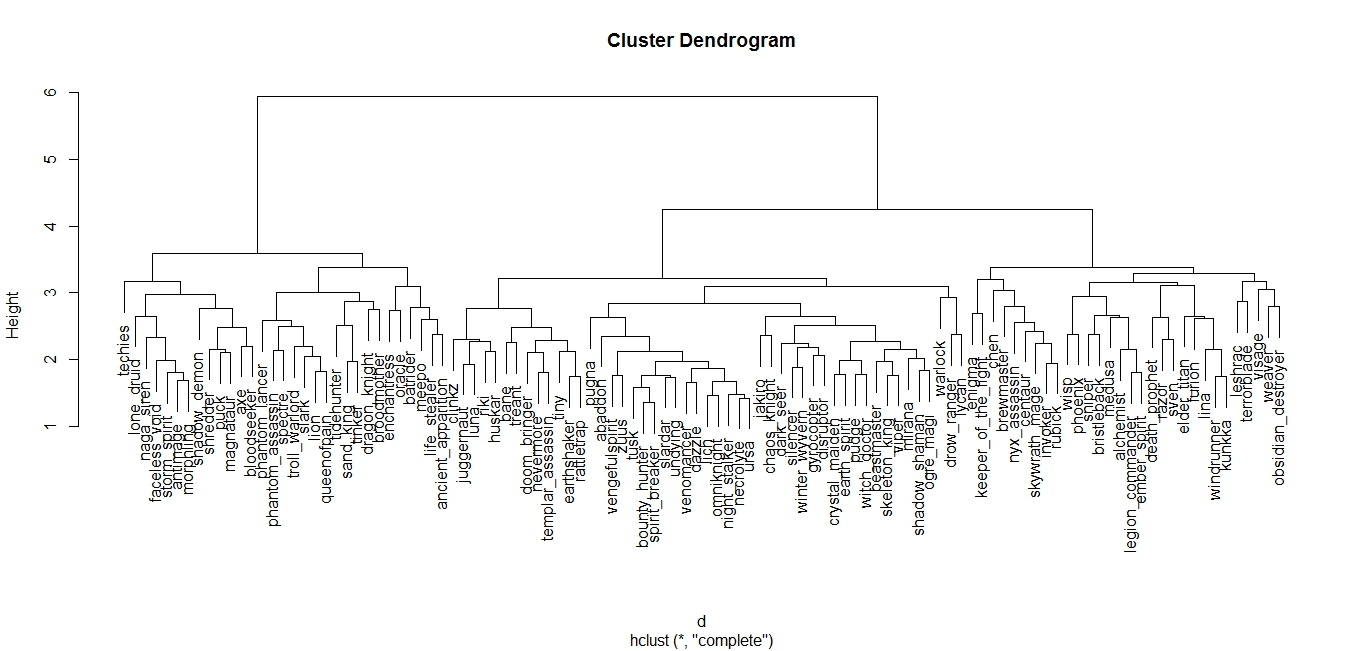 Cluster Dendrogram
Height
6
5
4
3
2
1
techies
lone_druid
naga_siren
faceless_void
storm_spirit
antimage
morphling
shadow_demon
shredder
puck
magnataur
axe
bloodseeker
phantom_lancer
phantom_assassin
spectre
troll_warlord
slark
lion
queenofpain
tidehunter
sand_king
tinker
dragon_knight
broodmother
enchantress
oracle
batrider
meepo
life_stealer
ancient_apparition
clinkz
juggernaut
luna
riki
huskar
bane
treant
doom_bringer
nevermore
templar_assassin
tiny
earthshaker
rattletrap
pugna
abaddon
vengefulspirit
zuus
tusk
bounty_hunter
spirit_breaker
slardar
undying
venomancer
dazzle
lich
omniknight
night_stalker
necrolyte
ursa
jakiro
chaos_knight
dark_seer
silencer
winter_wyvern
gyrocopter
disruptor
crystal_maiden
earth_spirit
pudge
witch_doctor
beastmaster
skeleton_king
viper
mirana
shadow_shaman
ogre_magi
warlock
drow_ranger
lycan
enigma
keeper_of_the_light
chen
brewmaster
nyx_assassin
centaur
skywrath_mage
invoker
rubick
wisp
phoenix
sniper
bristleback
medusa
alchemist
legion_commander
ember_spirit
death_prophet
razor
sven
elder_titan
furion
lina
windrunner
kunkka
leshrac
terrorblade
visage
weaver
obsidian_destroyer
d
hclust (*, "complete")